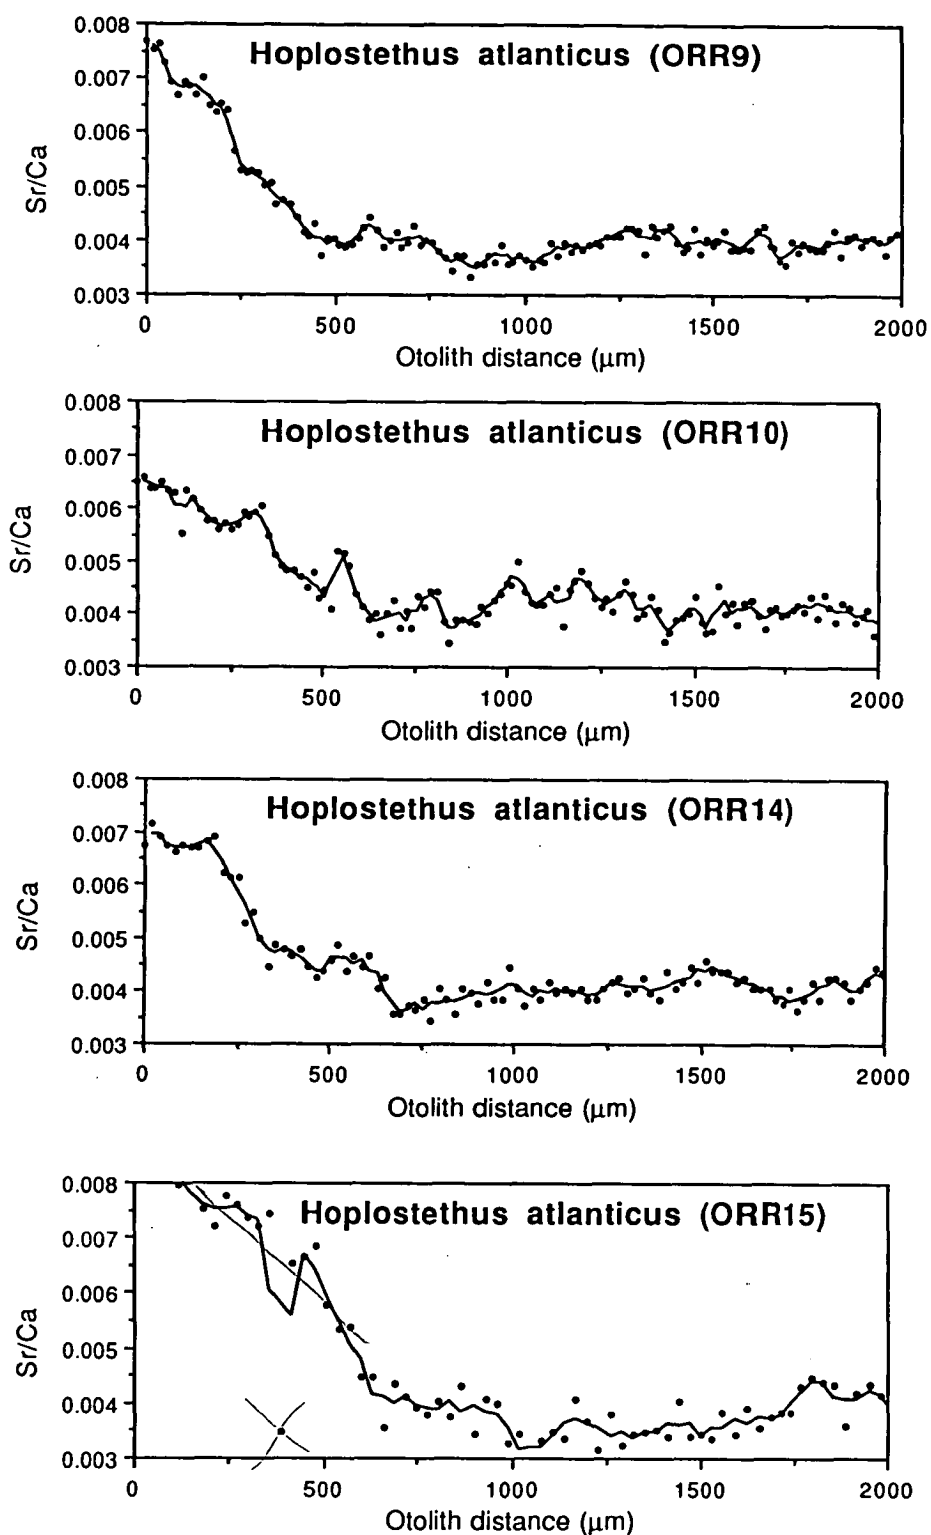 Hoplostethus atlanticus (ORR9)
0.008
0.007
0.006
0.005
0.004
0.003
Sr/Ca
0 500 1000 1500 2000
Otolith distance (μm)
Hoplostethus atlanticus (ORR10)
0.008
0.007
0.006
0.005
0.004
0.003
Sr/Ca
0 500 1000 1500 2000
Otolith distance (μm)
Hoplostethus atlanticus (ORR14)
0.008
0.007
0.006
0.005
0.004
0.003
Sr/Ca
0 500 1000 1500 2000
Otolith distance (μm)
Hoplostethus atlanticus (ORR15)
0.008
0.007
0.006
0.005
0.004
0.003
Sr/Ca
0 500 1000 1500 2000
Otolith distance (μm)